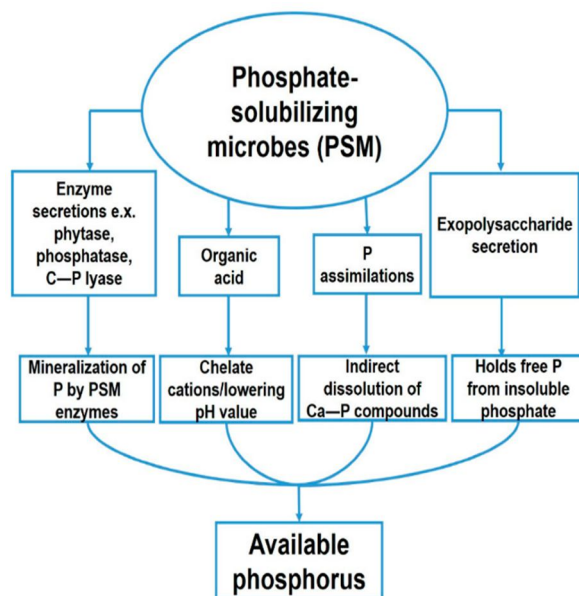 Phosphate-
solubilizing
microbes (PSM)
Enzyme
secretions e.x.
phytase,
phosphatase,
C—P lyase
Organic
acid
P
assimilations
Exopolysaccharide
secretion
Mineralization of
P by PSM
enzymes
Chelate
cations/lowering
pH value
Indirect
dissolution of
Ca—P compounds
Holds free P
from insoluble
phosphate
Available
phosphorus